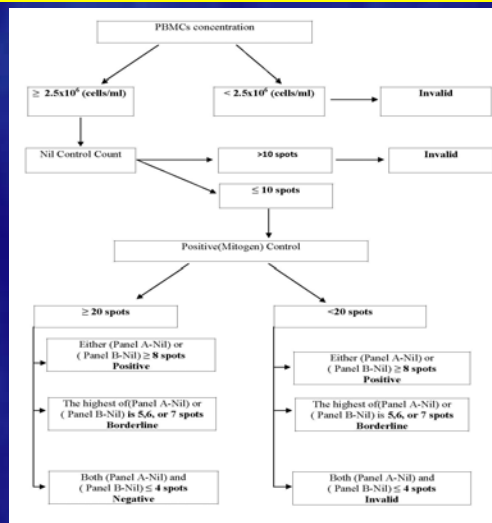 PBMCs concentration
≥ 2.5x10⁶ (cells/ml)
< 2.5x10⁶ (cells/ml)
Invalid
Nil Control Count
>10 spots
Invalid
≤ 10 spots
Positive(Mitogen) Control
≥ 20 spots
<20 spots
Either (Panel A-Nil) or
( Panel B-Nil) ≥ 8 spots
Positive
Either (Panel A-Nil) or
( Panel B-Nil) ≥ 8 spots
Positive
The highest of(Panel A-Nil) or
( Panel B-Nil) is 5,6, or 7 spots
Borderline
The highest of(Panel A-Nil) or
( Panel B-Nil) is 5,6, or 7 spots
Borderline
Both (Panel A-Nil) and
( Panel B-Nil) ≤ 4 spots
Negative
Both (Panel A-Nil) and
( Panel B-Nil) ≤ 4 spots
Invalid